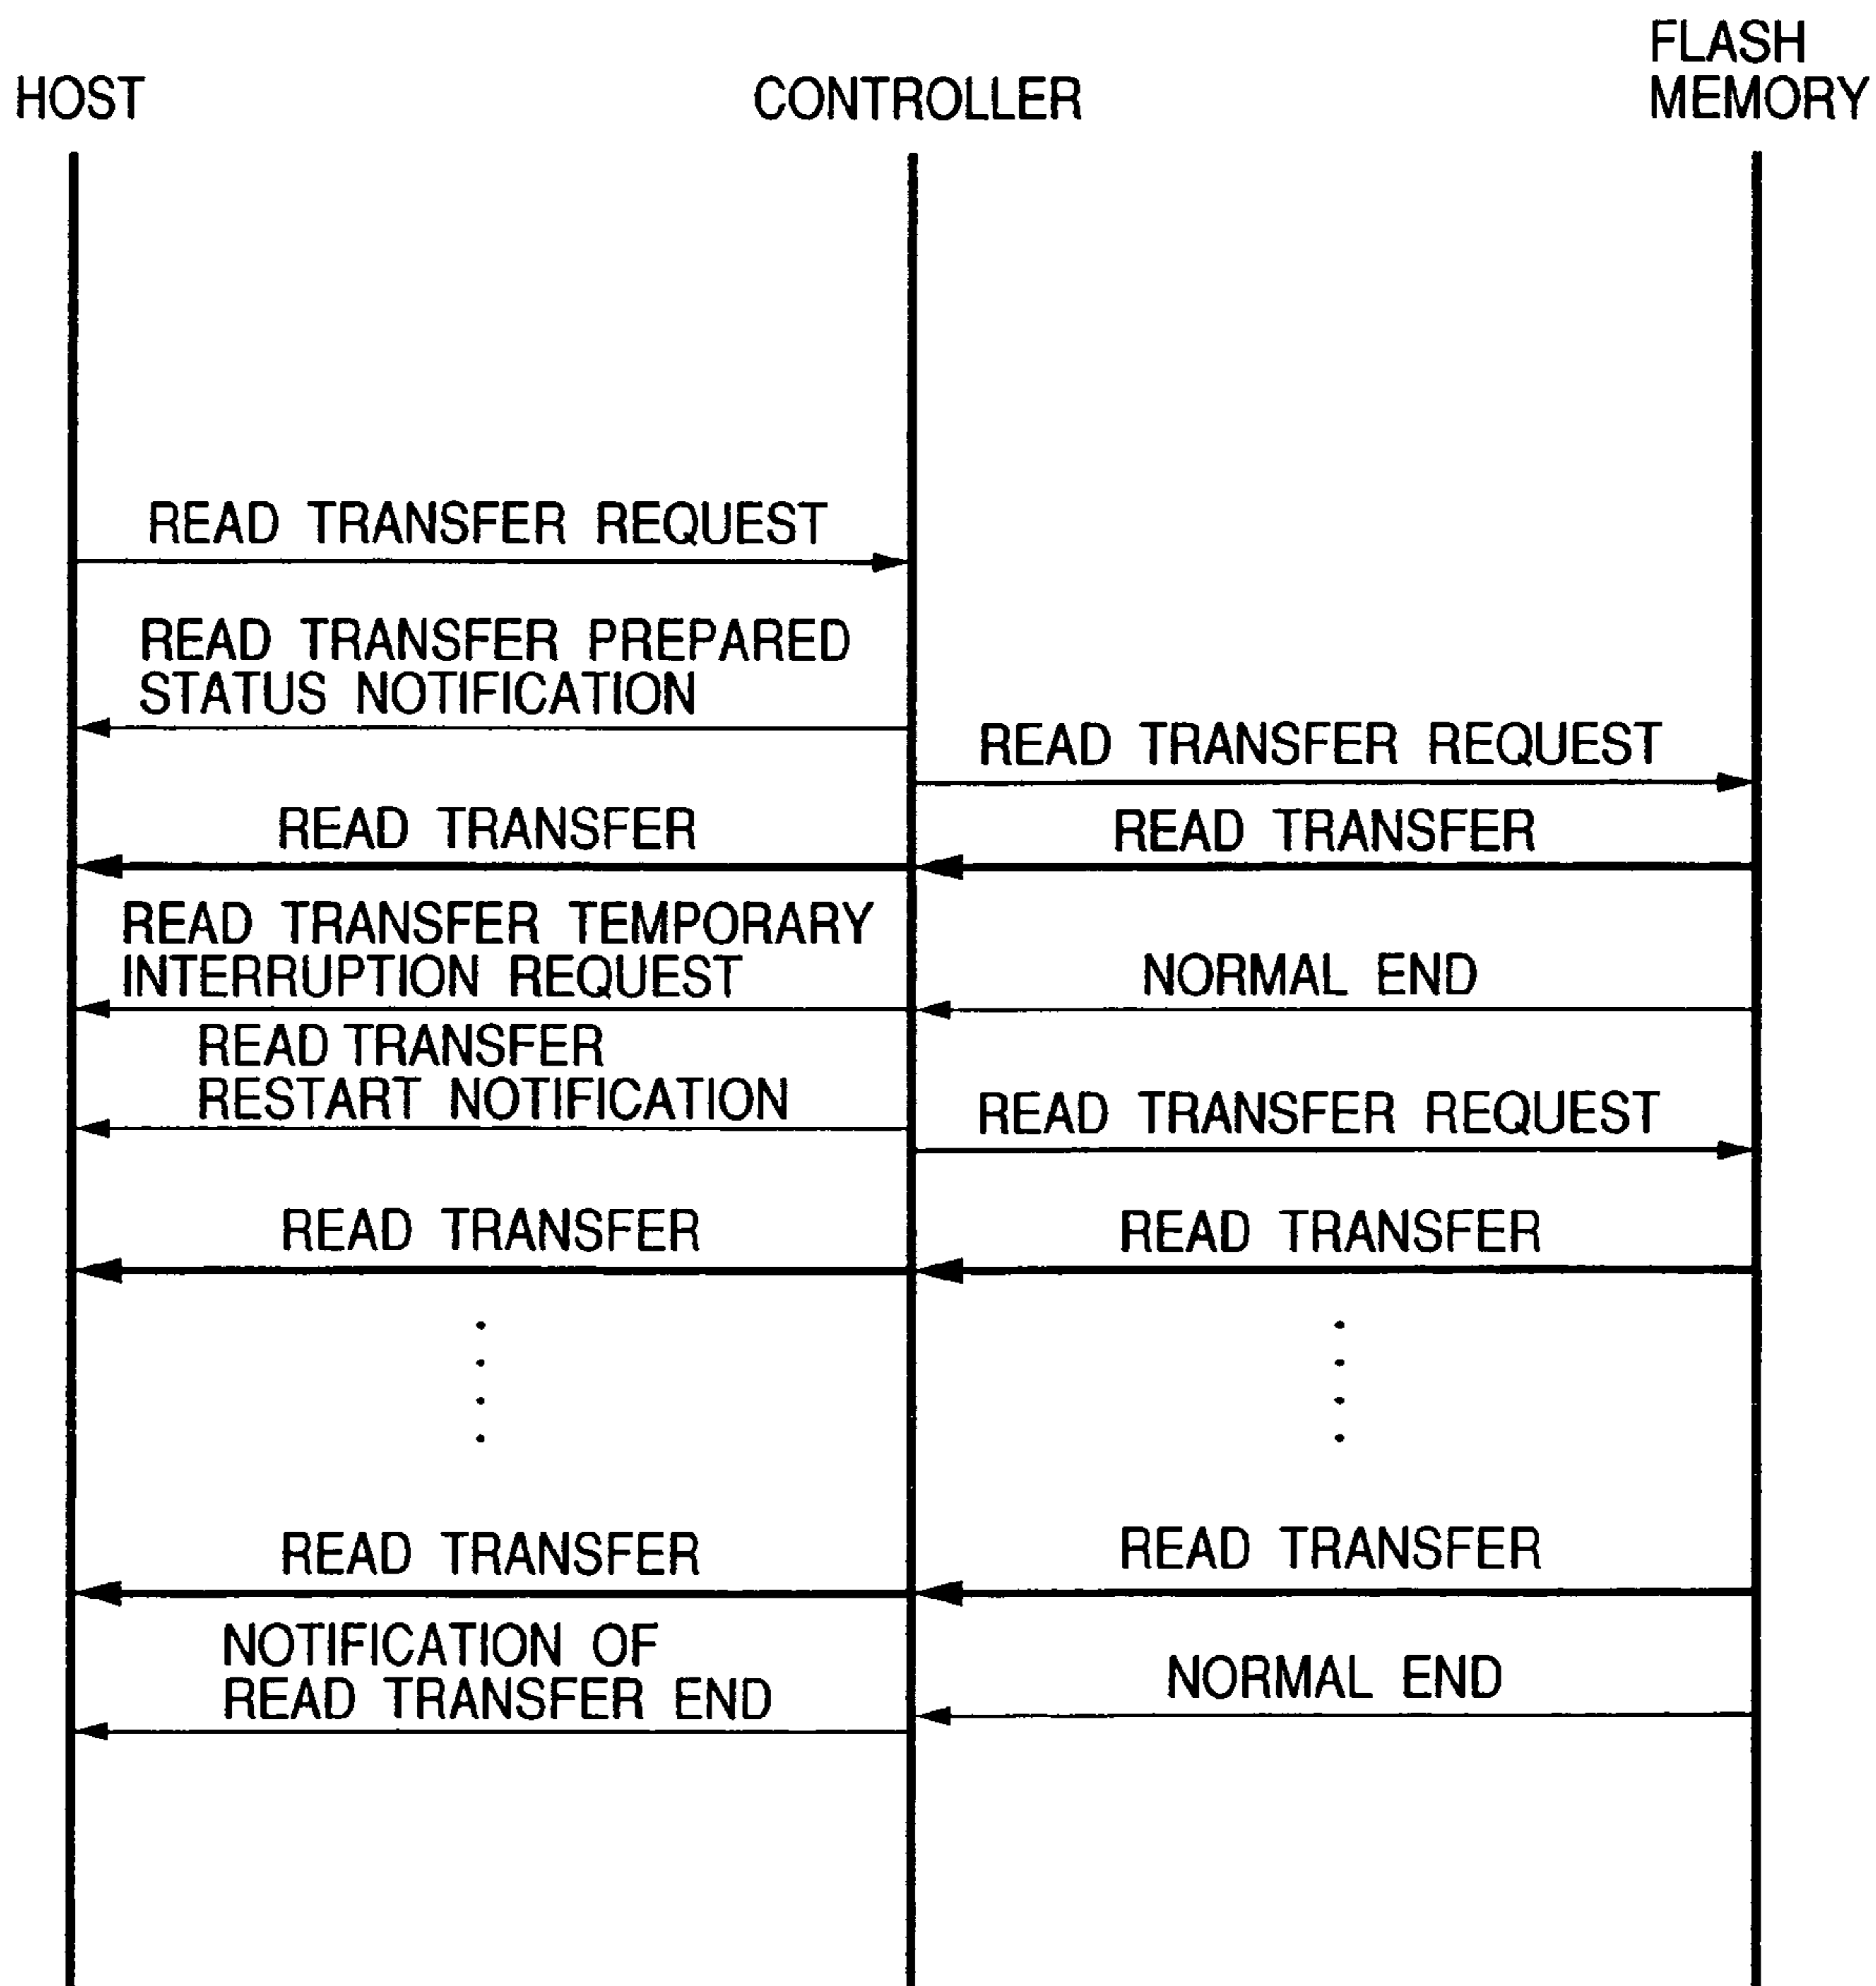 HOST
CONTROLLER
FLASH
MEMORY
READ TRANSFER REQUEST
READ TRANSFER PREPARED
STATUS NOTIFICATION
READ TRANSFER REQUEST
READ TRANSFER
READ TRANSFER
READ TRANSFER TEMPORARY
INTERRUPTION REQUEST
NORMAL END
READ TRANSFER
RESTART NOTIFICATION
READ TRANSFER REQUEST
READ TRANSFER
READ TRANSFER
READ TRANSFER
READ TRANSFER
NOTIFICATION OF
READ TRANSFER END
NORMAL END